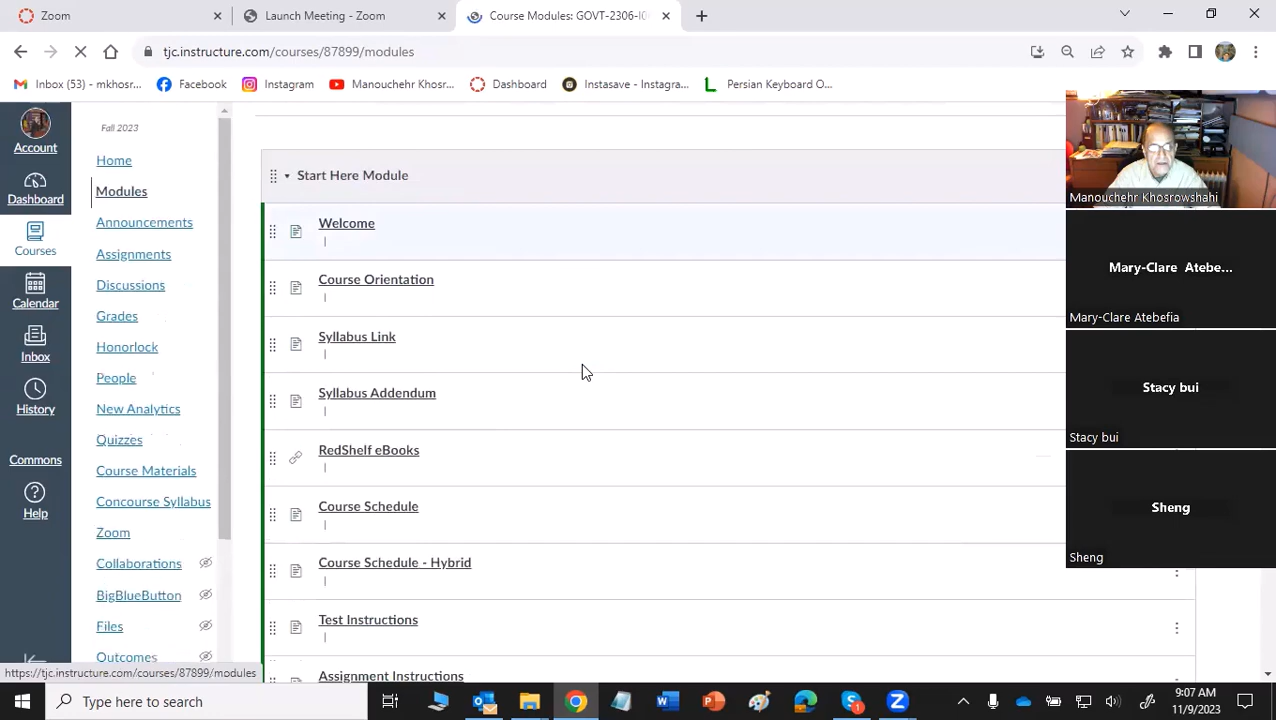 Zoom
Launch Meeting - Zoom
Course Modules: GOVT-2306-I0
tjc.instructure.com/courses/87899/modules
Inbox (53) - mkhosr...
Facebook
Instagram
Manouchehr Khosr...
Dashboard
Instasave - Instagra...
Persian Keyboard O...
Account
Dashboard
Courses
Calendar
Inbox
History
Commons
Help
Fall 2023
Home
Modules
Announcements
Assignments
Discussions
Grades
Honorlock
People
New Analytics
Quizzes
Course Materials
Concourse Syllabus
Zoom
Collaborations
BigBlueButton
Files
Outcomes
Start Here Module
Welcome
Course Orientation
Syllabus Link
Syllabus Addendum
RedShelf eBooks
Course Schedule
Course Schedule - Hybrid
Test Instructions
Assignment Instructions
Manouchehr Khosrowshahi
Mary-Clare Atebe...
Mary-Clare Atebefia
Stacy bui
Stacy bui
Sheng
Sheng
https://tjc.instructure.com/courses/87899/modules
Type here to search
9:07 AM
11/9/2023